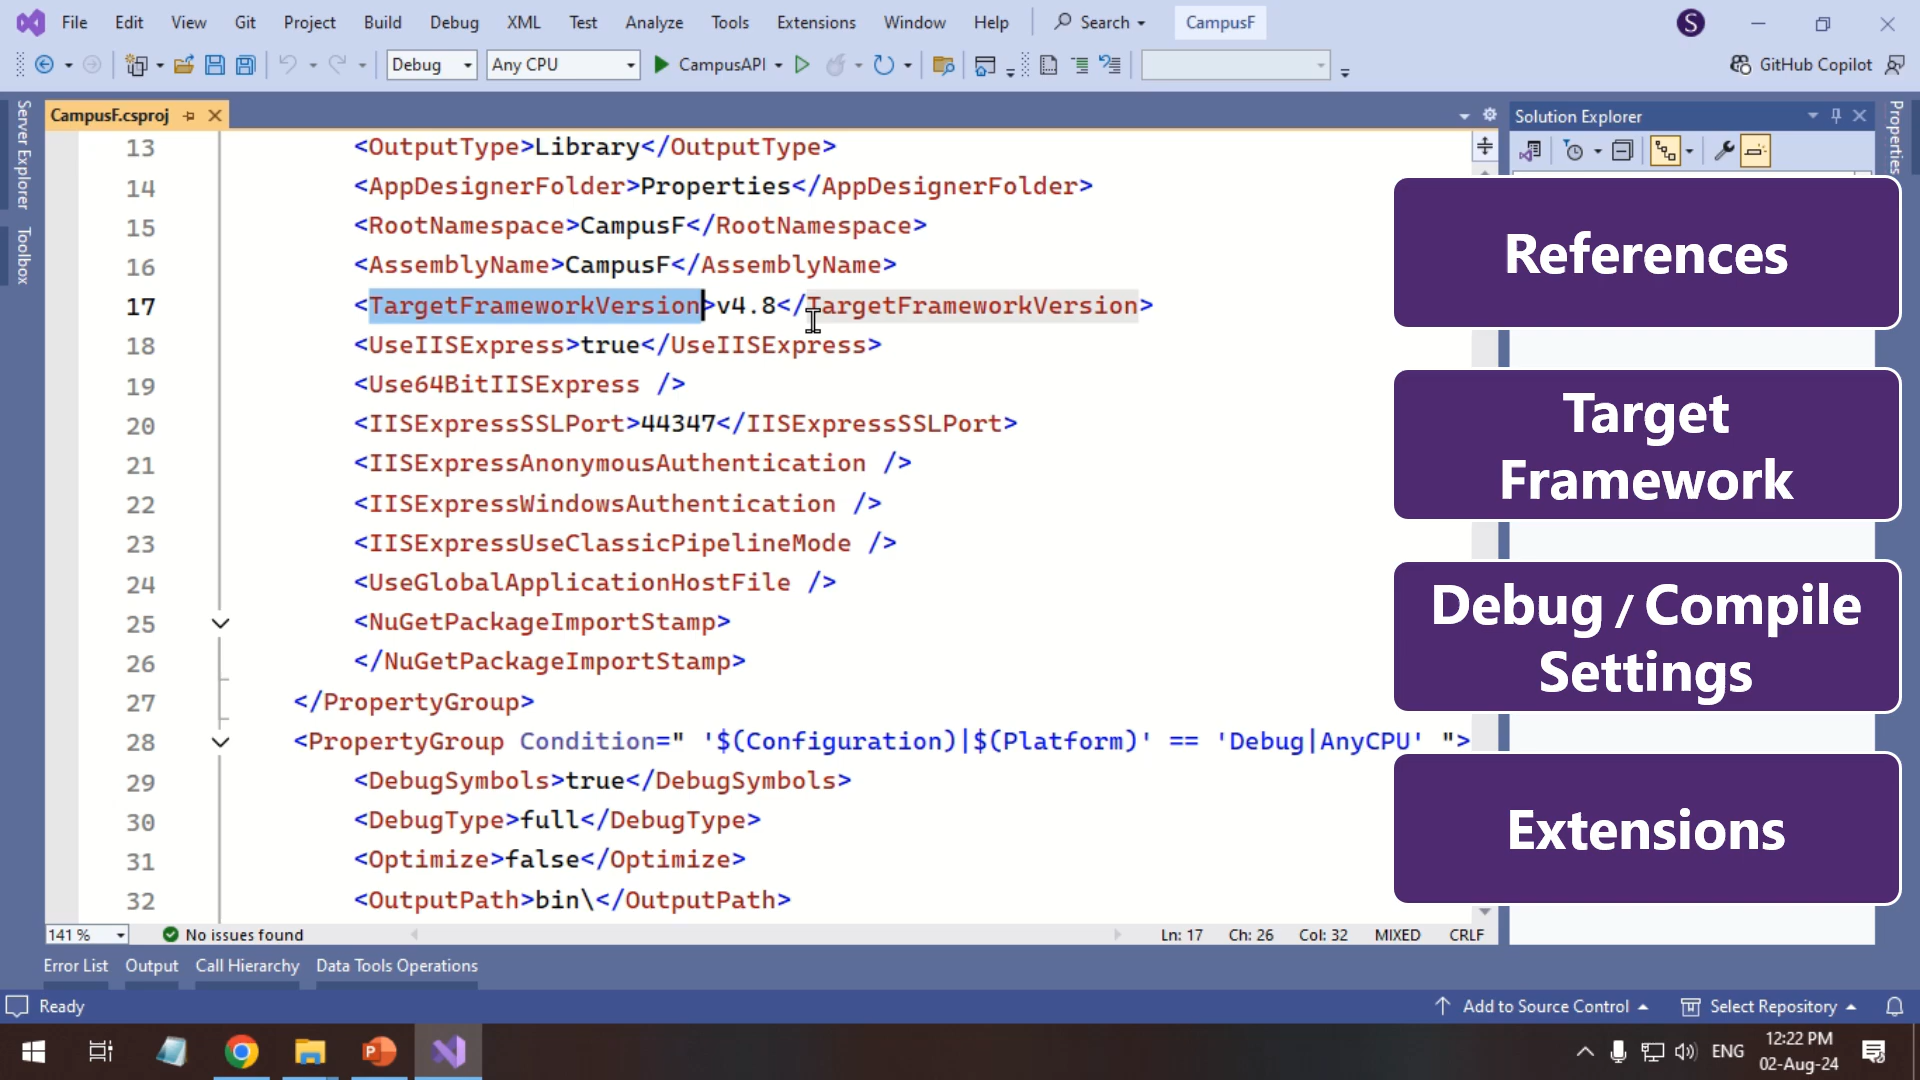 File Edit View Git Project Build Debug XML Test Analyze Tools Extensions Window Help Search CampusF S
Debug Any CPU CampusAPI GitHub Copilot
Server Explorer
Toolbox
CampusF.csproj
13 <OutputType>Library</OutputType>
14 <AppDesignerFolder>Properties</AppDesignerFolder>
15 <RootNamespace>CampusF</RootNamespace>
16 <AssemblyName>CampusF</AssemblyName>
17 <TargetFrameworkVersion>v4.8</TargetFrameworkVersion>
18 <UseIISExpress>true</UseIISExpress>
19 <Use64BitIISExpress />
20 <IISExpressSSLPort>44347</IISExpressSSLPort>
21 <IISExpressAnonymousAuthentication />
22 <IISExpressWindowsAuthentication />
23 <IISExpressUseClassicPipelineMode />
24 <UseGlobalApplicationHostFile />
25 <NuGetPackageImportStamp>
26 </NuGetPackageImportStamp>
27 </PropertyGroup>
28 <PropertyGroup Condition=" '$(Configuration)|$(Platform)' == 'Debug|AnyCPU' ">
29 <DebugSymbols>true</DebugSymbols>
30 <DebugType>full</DebugType>
31 <Optimize>false</Optimize>
32 <OutputPath>bin\</OutputPath>
Solution Explorer
Properties
References
Target
Framework
Debug / Compile
Settings
Extensions
141 % No issues found Ln: 17 Ch: 26 Col: 32 MIXED CRLF
Error List Output Call Hierarchy Data Tools Operations
Ready Add to Source Control Select Repository
ENG
12:22 PM
02-Aug-24